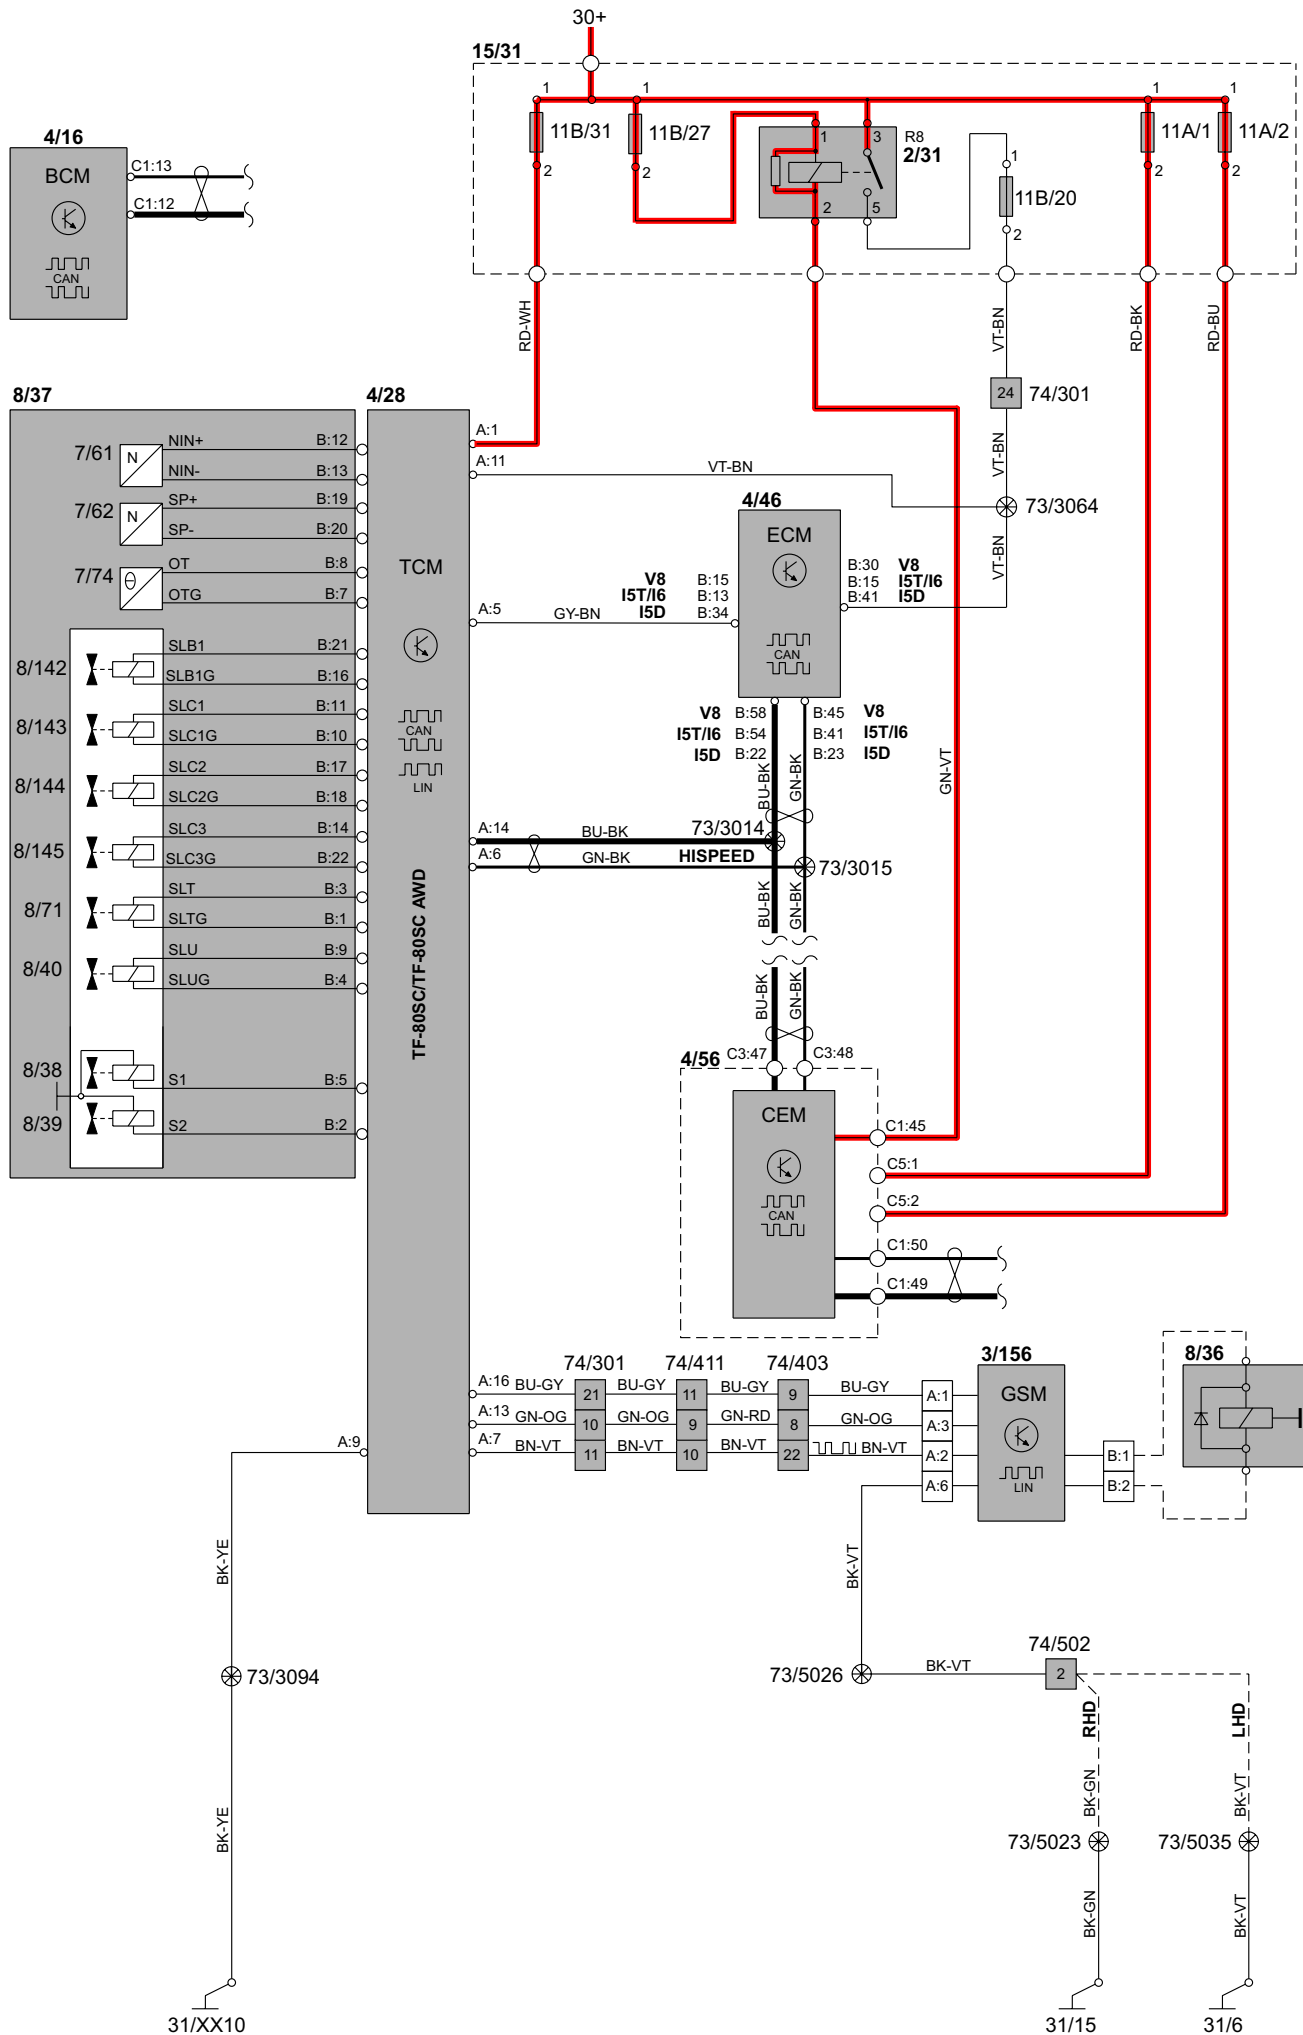 30+
15/31
1
1
1
1
11B/31
11B/27
1
3
R8
2/31
11A/1
11A/2
2
2
2
2
2
5
1
11B/20
2
4/16
BCM
C1:13
C1:12
CAN
RD-WH
VT-BN
RD-BK
RD-BU
24
74/301
VT-BN
8/37
4/28
7/61
N
NIN+
B:12
NIN-
B:13
7/62
N
SP+
B:19
SP-
B:20
7/74
θ
OT
B:8
OTG
B:7
8/142
SLB1
B:21
SLB1G
B:16
8/143
SLC1
B:11
SLC1G
B:10
8/144
SLC2
B:17
SLC2G
B:18
8/145
SLC3
B:14
SLC3G
B:22
8/71
SLT
B:3
SLTG
B:1
8/40
SLU
B:9
SLUG
B:4
8/38
S1
B:5
8/39
S2
B:2
TCM
CAN
LIN
TF-80SC/TF-80SC AWD
A:1
A:11
VT-BN
73/3064
VT-BN
4/46
ECM
CAN
V8 B:15
I5T/I6 B:13
I5D B:34
B:30 V8
B:15 I5T/I6
B:41 I5D
A:5
GY-BN
V8 B:58
I5T/I6 B:54
I5D B:22
B:45 V8
B:41 I5T/I6
B:23 I5D
BU-BK
GN-BK
GN-VT
A:14
BU-BK
73/3014
A:6
GN-BK
HISPEED
73/3015
BU-BK
GN-BK
BU-BK
GN-BK
4/56
C3:47
C3:48
CEM
CAN
C1:45
C5:1
C5:2
C1:50
C1:49
74/301
74/411
74/403
3/156
8/36
A:16 BU-GY 21 BU-GY 11 BU-GY 9 BU-GY A:1
A:13 GN-OG 10 GN-OG 9 GN-RD 8 GN-OG A:3
A:7 BN-VT 11 BN-VT 10 BN-VT 22 BN-VT A:2
A:6
GSM
LIN
B:1
B:2
A:9
BK-YE
73/3094
BK-YE
31/XX10
BK-VT
73/5026
BK-VT
74/502
2
RHD
LHD
BK-GN
BK-VT
73/5023
73/5035
BK-GN
BK-VT
31/15
31/6